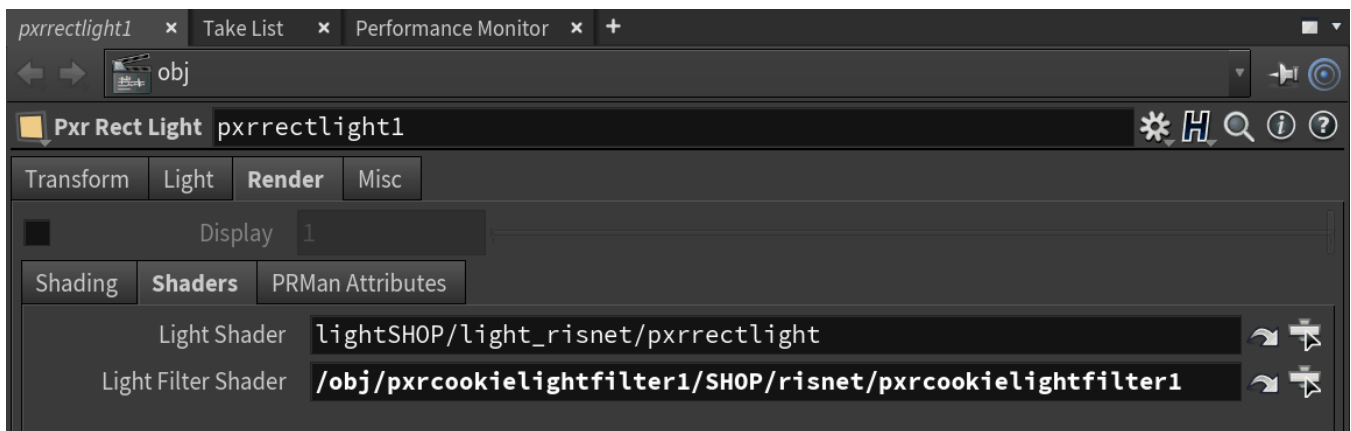 pxrrectlight1 × Take List × Performance Monitor × +
obj
Pxr Rect Light pxrrectlight1
Transform Light Render Misc
Display 1
Shading Shaders PRMan Attributes
Light Shader lightSHOP/light_risnet/pxrrectlight
Light Filter Shader /obj/pxrcookielightfilter1/SHOP/risnet/pxrcookielightfilter1